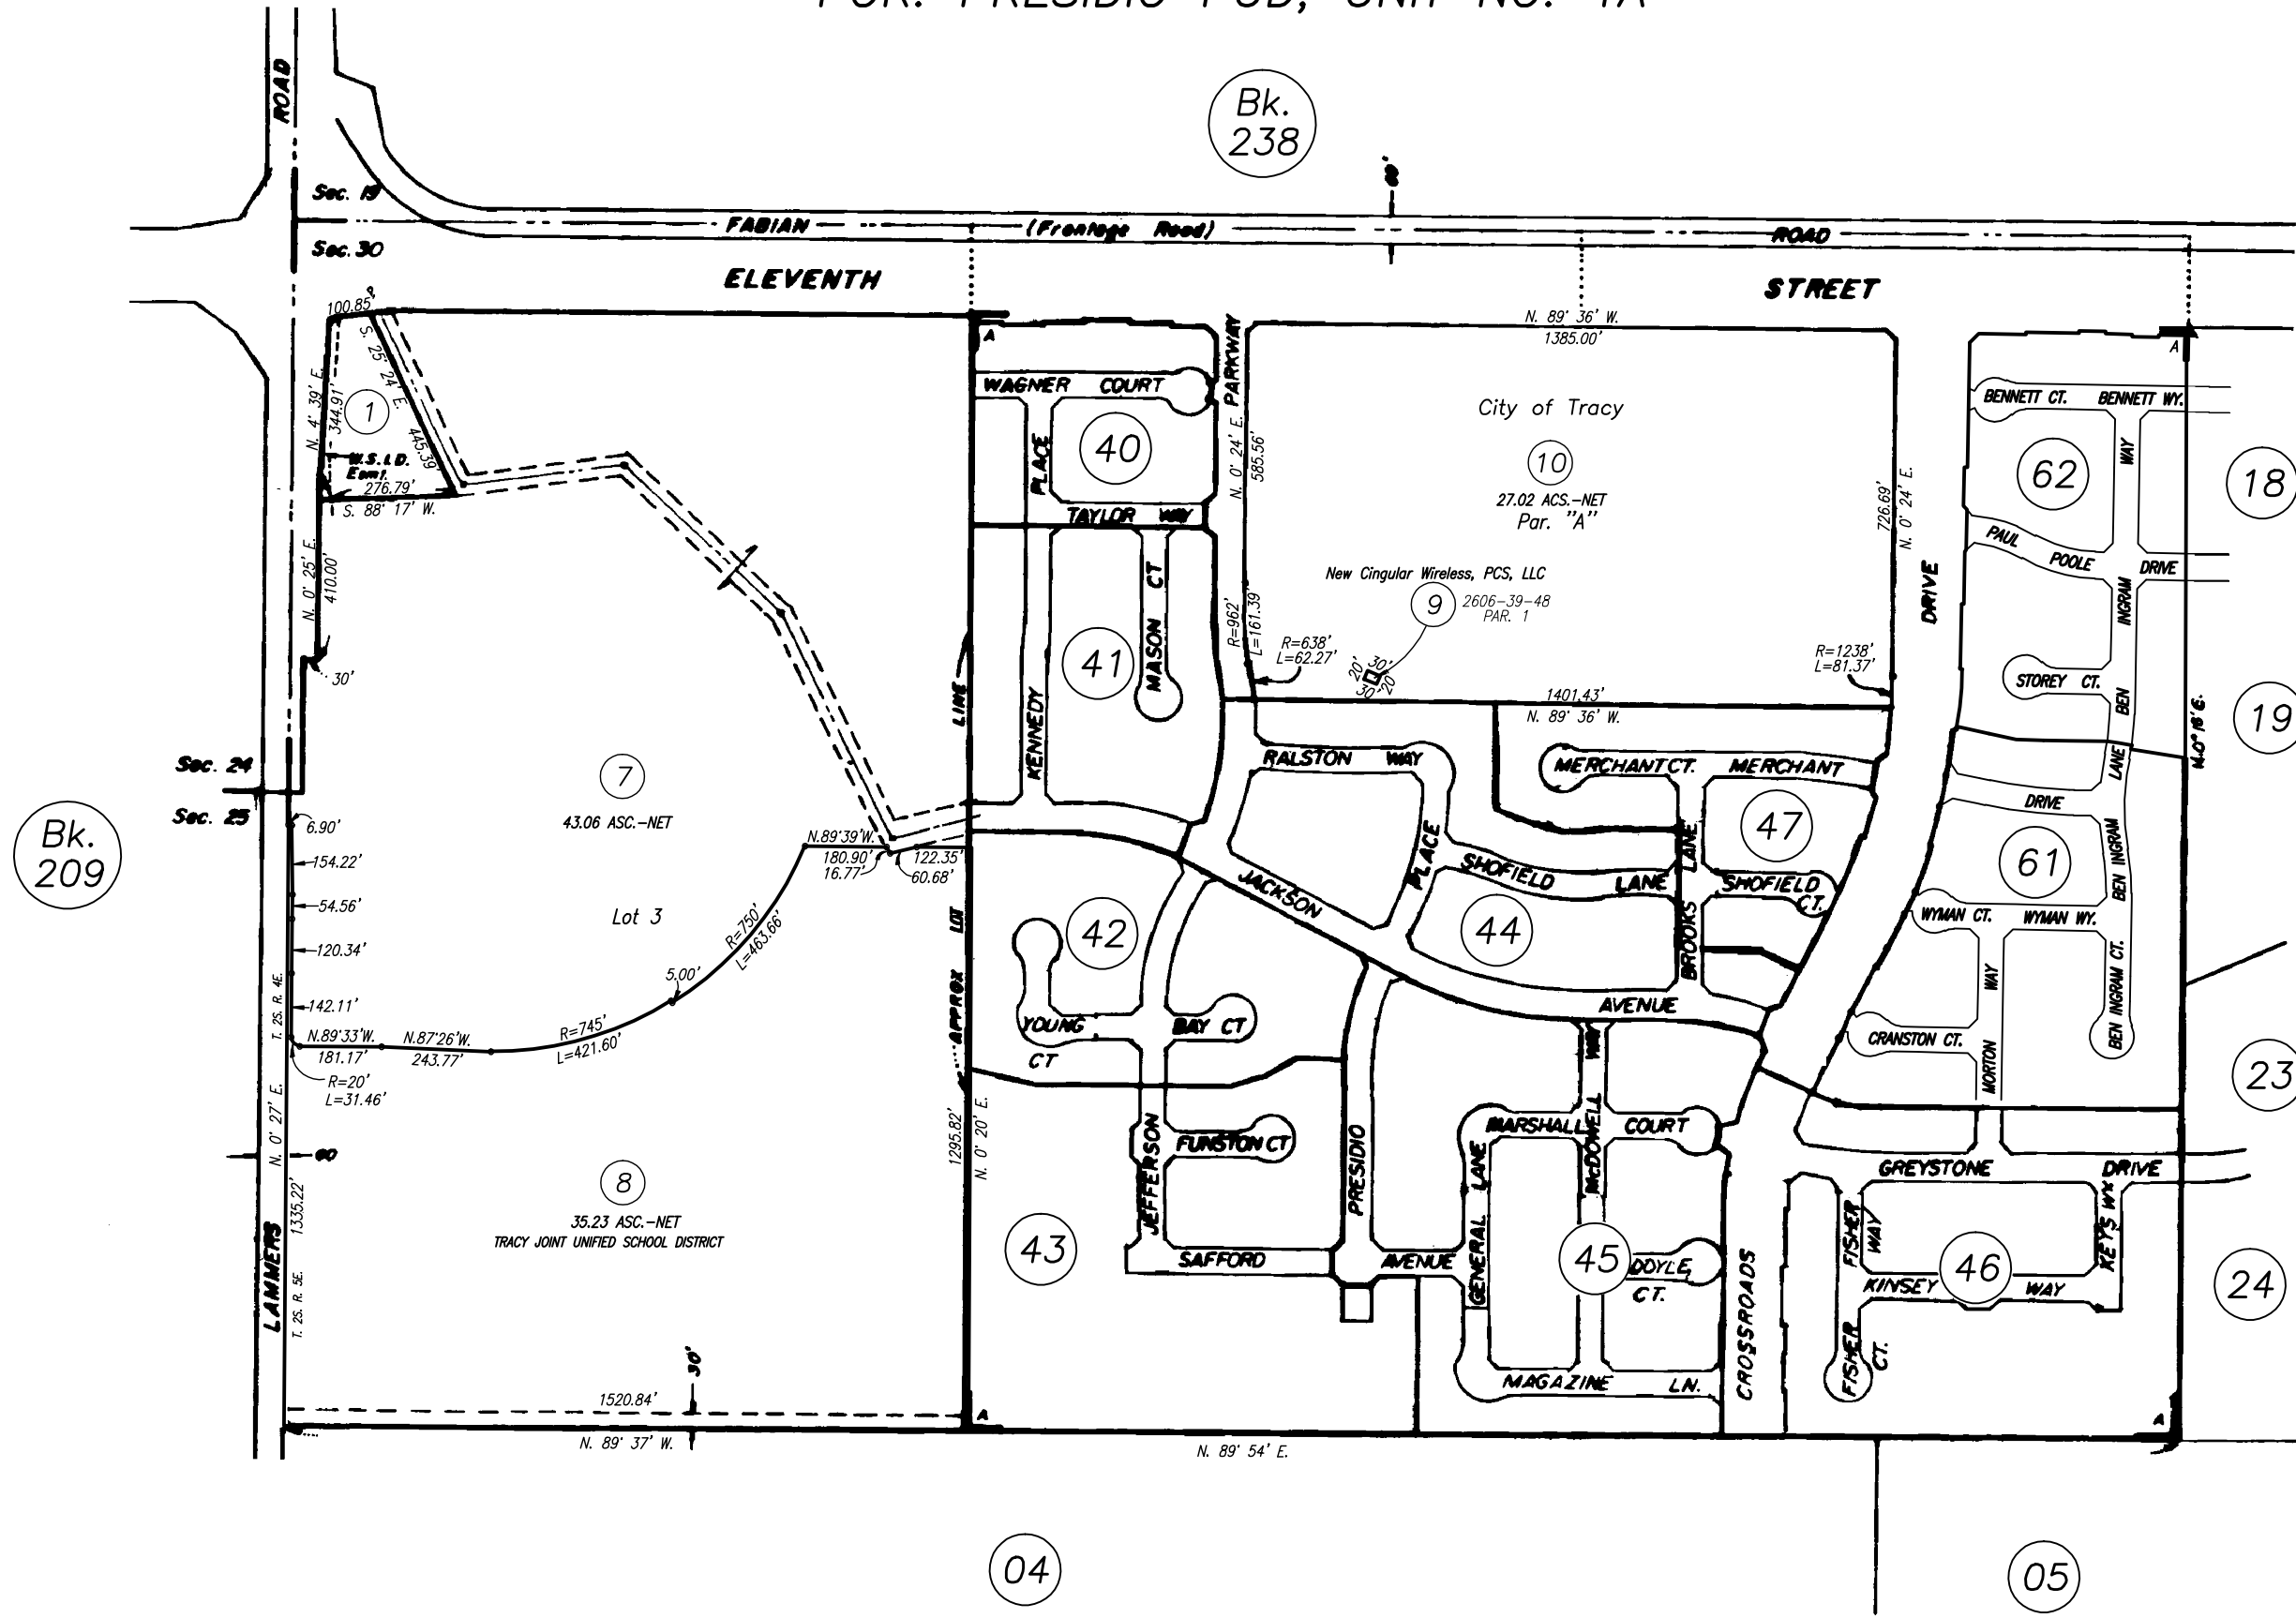 POR. PRESIDIO PUD, UNIT NO. 1A
Bk.
238
ROAD
Sec. 19
Sec. 30
FABIAN (Frontage Road) ROAD
60'
ELEVENTH STREET
100.85'
S. 25° 24' E.
445.39'
N. 4° 39' E.
344.91'
1
W.S.I.D.
Esmt.
276.79'
S. 88° 17' W.
N. 0° 25' E.
410.00'
30'
A
WAGNER COURT
PLACE
40
TAYLOR WAY
PARKWAY
N. 0° 24' E.
585.56'
N. 89° 36' W.
1385.00'
City of Tracy
10
27.02 ACS.-NET
Par. "A"
New Cingular Wireless, PCS, LLC
9
2606-39-48
PAR. 1
20' 30'
30' 20'
R=962'
L=161.39'
R=638'
L=62.27'
R=1238'
L=81.37'
726.69'
N. 0° 24' E.
1401.43'
N. 89° 36' W.
DRIVE
A
BENNETT CT. BENNETT WY.
62
WAY
18
PAUL POOLE DRIVE
BEN INGRAM
STOREY CT.
19
N.0°16'E.
41
MASON CT
KENNEDY
Sec. 24
Sec. 25
Bk.
209
7
43.06 ASC.-NET
Lot 3
6.90'
154.22'
54.56'
120.34'
142.11'
T. 2S. R. 4E.
N.89°33'W.
181.17'
N.87°26'W.
243.77'
R=20'
L=31.46'
R=745'
L=421.60'
5.00'
R=750'
L=463.66'
N.89°39'W.
180.90'
16.77'
122.35'
60.68'
APPROX LOT LINE
RALSTON WAY
PLACE
MERCHANT CT. MERCHANT
47
SHOFIELD LANE
SHOFIELD
CT.
BROOKS LANE
44
JACKSON AVENUE
DRIVE
LANE
BEN INGRAM
61
WYMAN CT. WYMAN WY.
MORTON WAY
BEN INGRAM CT.
CRANSTON CT.
23
42
YOUNG
CT
BAY CT
JEFFERSON
FUNSTON CT
PRESIDIO
MARSHALL COURT
McDOWELL WAY
GENERAL LANE
N. 0° 27' E.
60
1335.22'
LAMMERS
T. 2S. R. 5E.
8
35.23 ASC.-NET
TRACY JOINT UNIFIED SCHOOL DISTRICT
1295.82'
N. 0° 20' E.
43
SAFFORD AVENUE
45
DOYLE
CT.
MAGAZINE LN.
CROSSROADS
GREYSTONE DRIVE
FISHER WAY
KEYS WY.
46
KINSEY WAY
FISHER CT.
24
1520.84'
30'
N. 89° 37' W.
A
N. 89° 54' E.
A
04
05